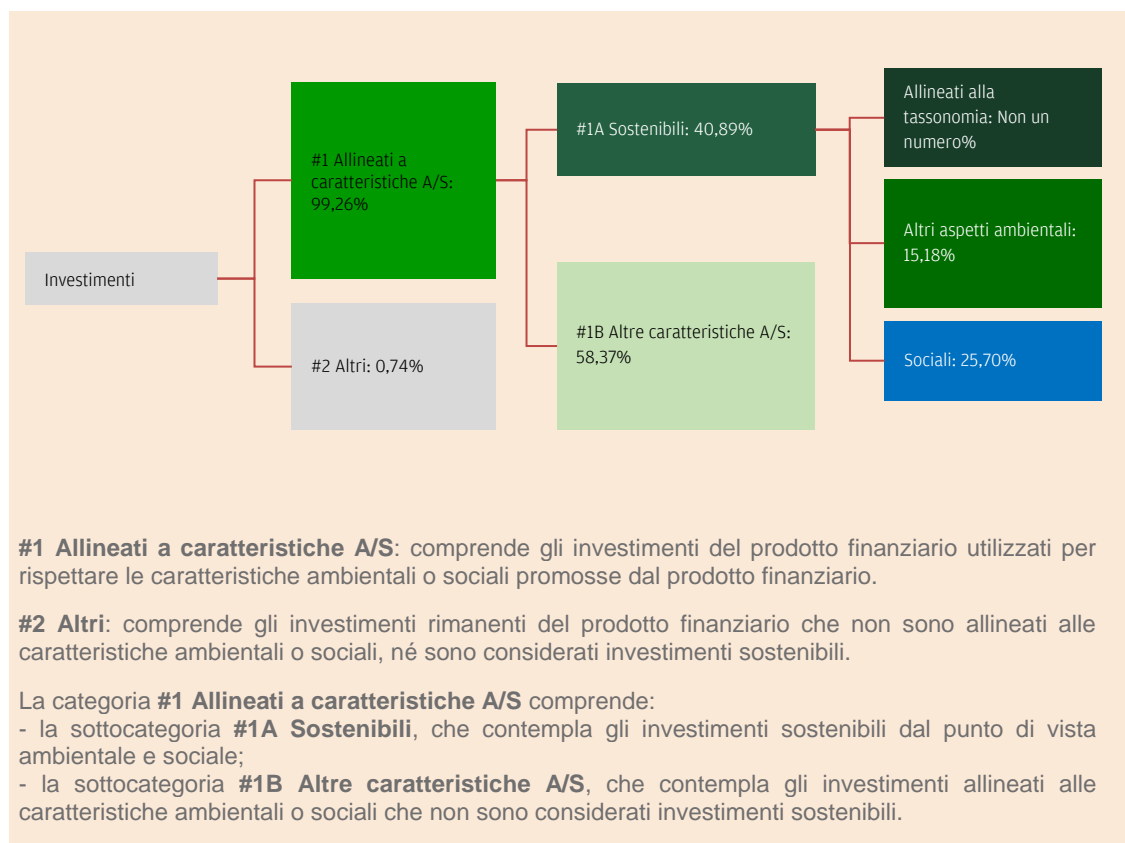 Investimenti
#1 Allineati a
caratteristiche A/S:
99,26%
#2 Altri: 0,74%
#1A Sostenibili: 40,89%
#1B Altre caratteristiche A/S:
58,37%
Allineati alla
tassonomia: Non un
numero%
Altri aspetti ambientali:
15,18%
Sociali: 25,70%
#1 Allineati a caratteristiche A/S: comprende gli investimenti del prodotto finanziario utilizzati per
rispettare le caratteristiche ambientali o sociali promosse dal prodotto finanziario.
#2 Altri: comprende gli investimenti rimanenti del prodotto finanziario che non sono allineati alle
caratteristiche ambientali o sociali, né sono considerati investimenti sostenibili.
La categoria #1 Allineati a caratteristiche A/S comprende:
- la sottocategoria #1A Sostenibili, che contempla gli investimenti sostenibili dal punto di vista
ambientale e sociale;
- la sottocategoria #1B Altre caratteristiche A/S, che contempla gli investimenti allineati alle
caratteristiche ambientali o sociali che non sono considerati investimenti sostenibili.